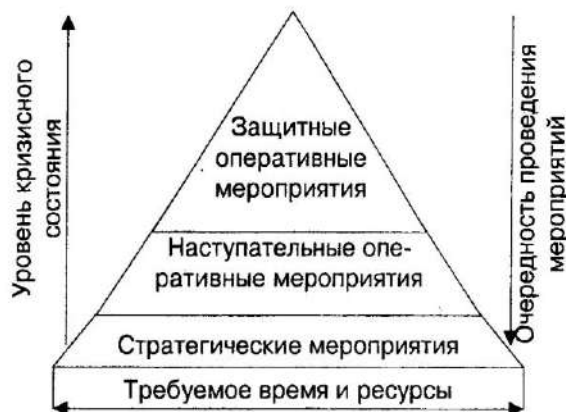 Уровень кризисного
состояния
Защитные
оперативные
мероприятия
Наступательные опе-
ративные мероприятия
Стратегические мероприятия
Требуемое время и ресурсы
Очередность проведения
мероприятий